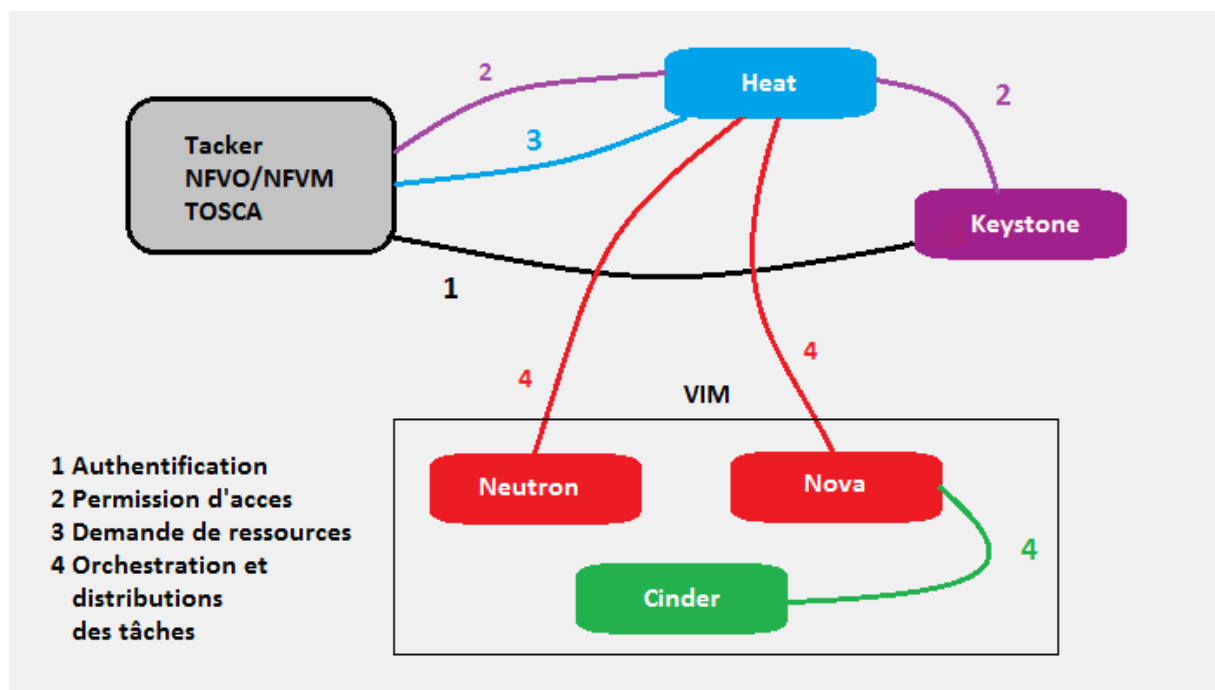 2
Heat
2
Tacker
NFVO/NFVM
TOSCA
3
Keystone
1
4
4
VIM
Neutron
Nova
4
Cinder
1 Authentification
2 Permission d'acces
3 Demande de ressources
4 Orchestration et
distributions
des tâches